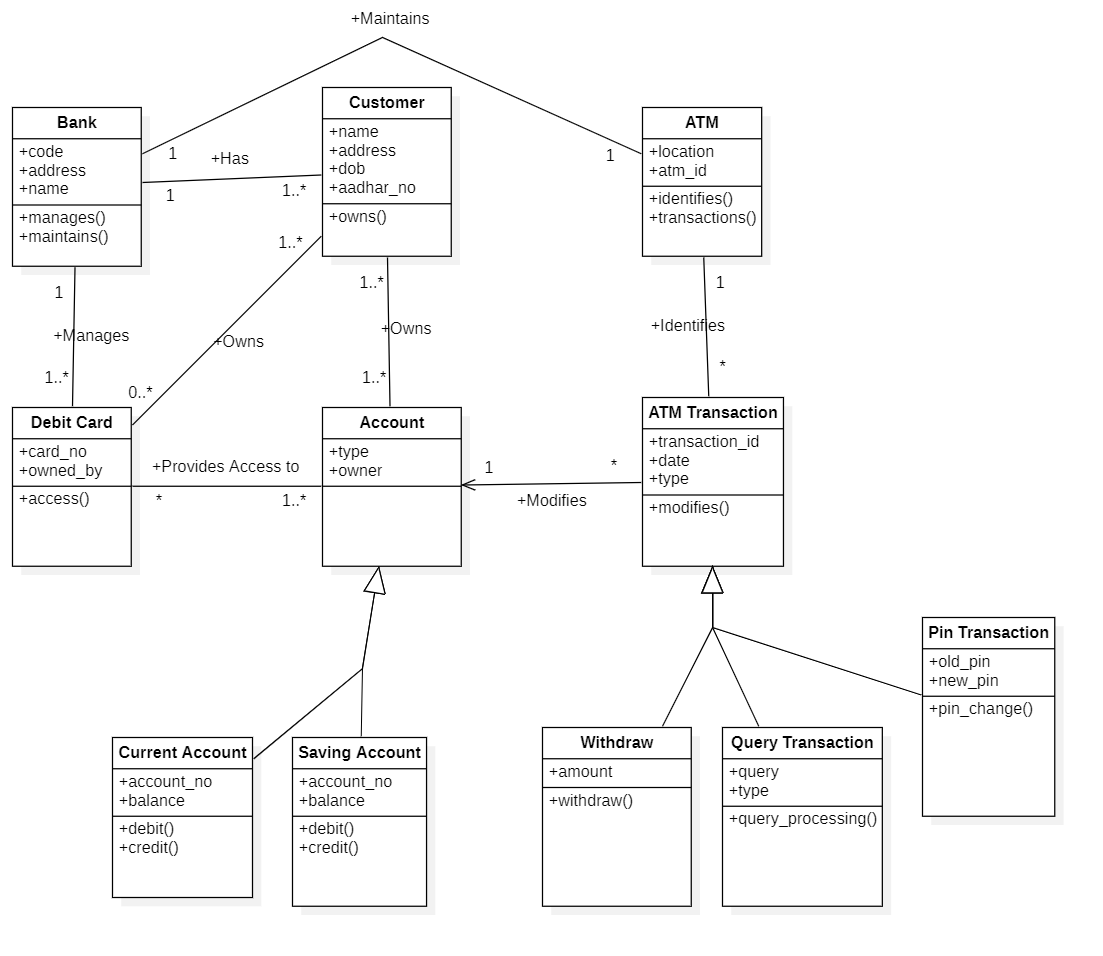 +Maintains
Bank
+code
+address
+name
+manages()
+maintains()
1
+Has
1
1..*
Customer
+name
+address
+dob
+aadhar_no
+owns()
1
ATM
+location
+atm_id
+identifies()
+transactions()
1
+Manages
1..*
1..*
+Owns
0..*
1..*
+Owns
1..*
1
+Identifies
*
Debit Card
+card_no
+owned_by
+access()
+Provides Access to
*
1..*
Account
+type
+owner
1
*
+Modifies
ATM Transaction
+transaction_id
+date
+type
+modifies()
Pin Transaction
+old_pin
+new_pin
+pin_change()
Current Account
+account_no
+balance
+debit()
+credit()
Saving Account
+account_no
+balance
+debit()
+credit()
Withdraw
+amount
+withdraw()
Query Transaction
+query
+type
+query_processing()